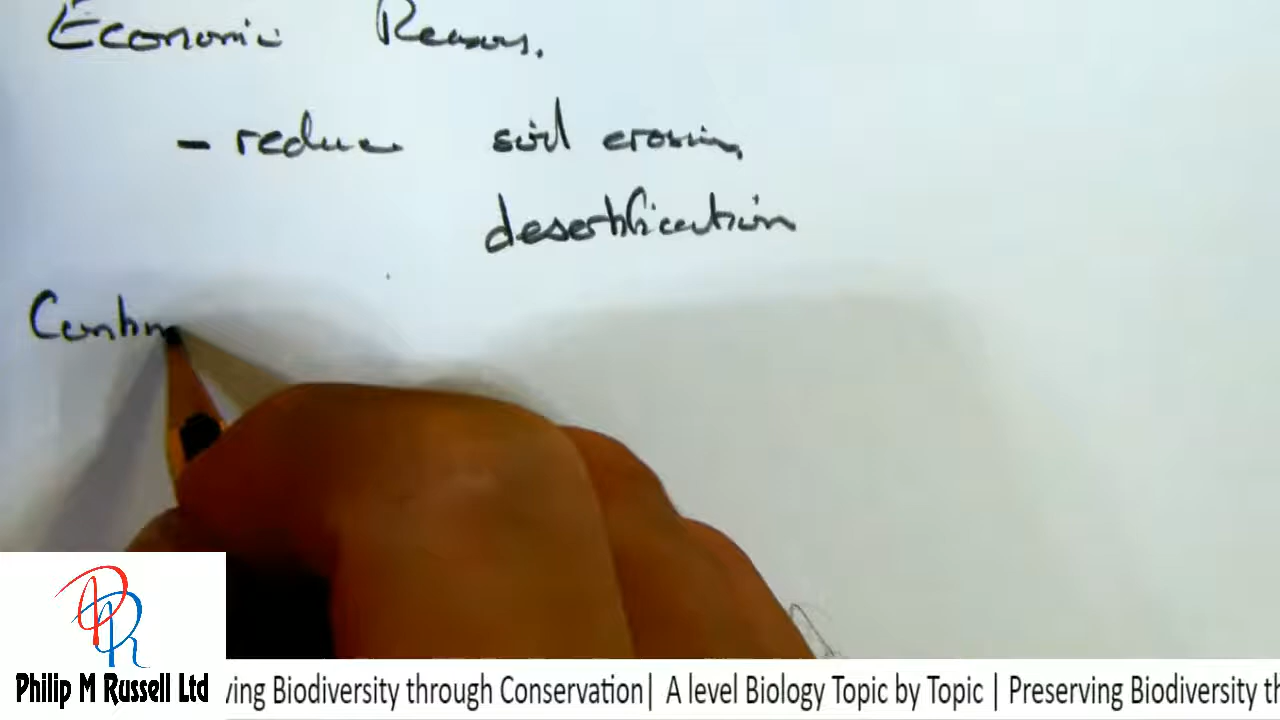 Economic Reasons.
- reduce soil erosion,
desertification
Philip M Russell Ltd
ving Biodiversity through Conservation| A level Biology Topic by Topic | Preserving Biodiversity th